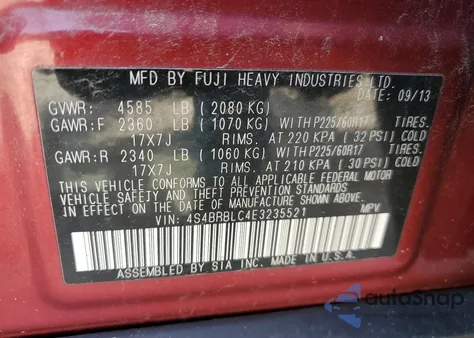 MFD BY FUJI HEAVY INDUSTRIES LTD.
DATE: 09/13
GVWR: 4585 LB (2080 KG)
GAWR:F 2360 LB (1070 KG) WITH P225/60R17 TIRES.
17X7J RIMS. AT 220 KPA (32 PSI) COLD
GAWR:R 2340 LB (1060 KG) WITH P225/60R17 TIRES.
17X7J RIMS. AT 210 KPA (30 PSI) COLD
THIS VEHICLE CONFORMS TO ALL APPLICABLE FEDERAL MOTOR
VEHICLE SAFETY AND THEFT PREVENTION STANDARDS IN
EFFECT ON THE DATE OF MANUFACTURE SHOWN ABOVE.
VIN: 4S4BRBLC4E3235521 MPV
ASSEMBLED BY SIA INC. MADE IN U.S.A.
autoSnap